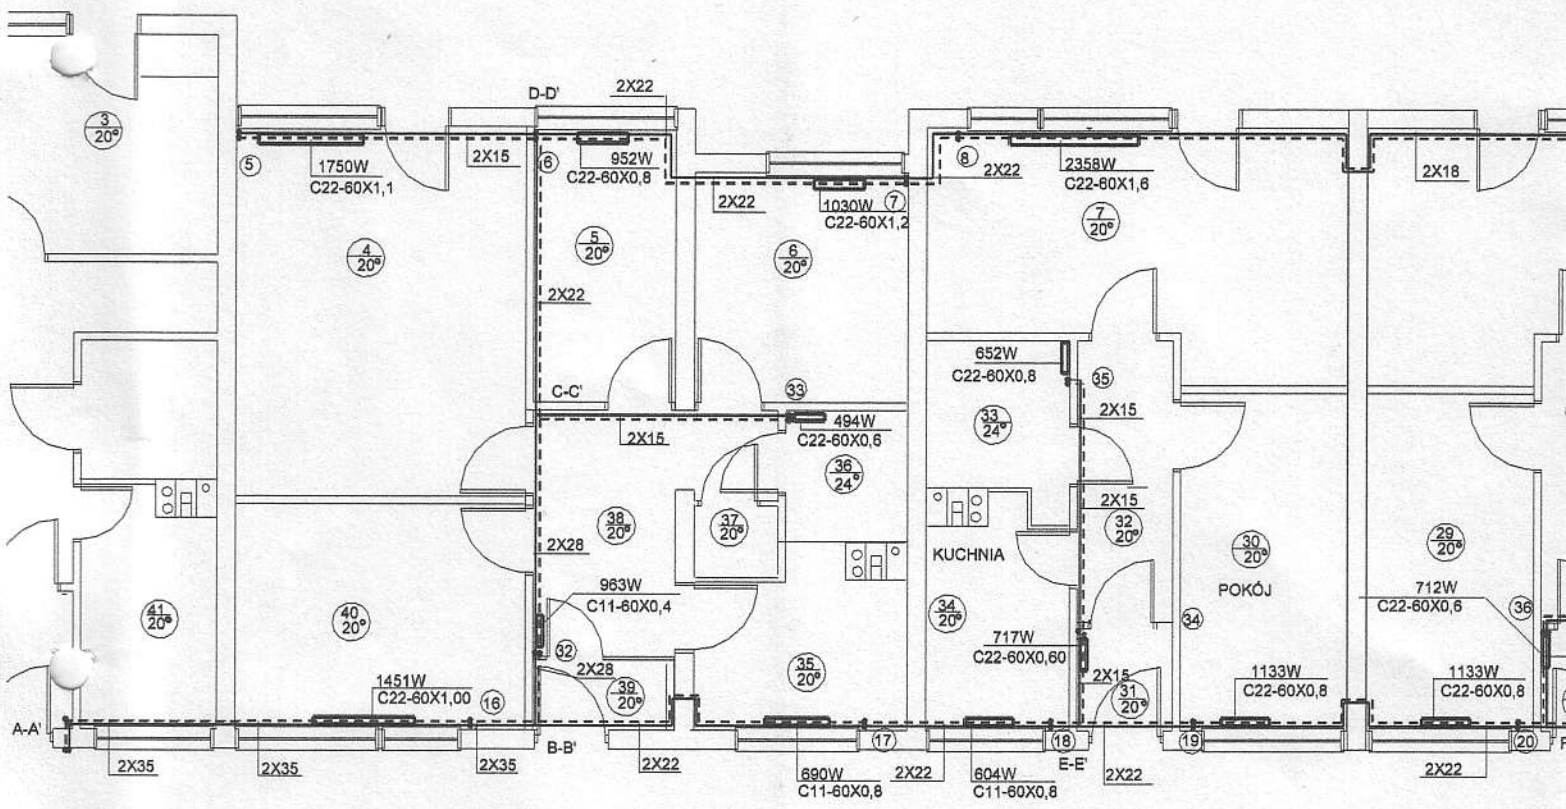 D-D'
2X22
3
20°
5
1750W
C22-60X1,1
2X15
6
952W
C22-60X0,8
2X22
1030W
C22-60X1,2
7
8
2X22
2358W
C22-60X1,6
2X18
4
20°
5
20°
6
20°
7
20°
2X22
C-C'
33
652W
C22-60X0,8
35
2X15
2X15
494W
C22-60X0,6
33
24°
36
24°
2X15
38
20°
37
20°
32
20°
30
20°
29
20°
2X28
KUCHNIA
POKÓJ
963W
C11-60X0,4
712W
C22-60X0,6
36
41
20°
40
20°
34
20°
34
32
717W
C22-60X0,60
2X28
35
20°
2X15
1451W
C22-60X1,00
16
39
20°
31
20°
1133W
C22-60X0,8
1133W
C22-60X0,8
A-A'
B-B'
17
18
19
20
E-E'
F
2X35
2X35
2X35
2X22
690W
C11-60X0,8
2X22
604W
C11-60X0,8
2X22
2X22